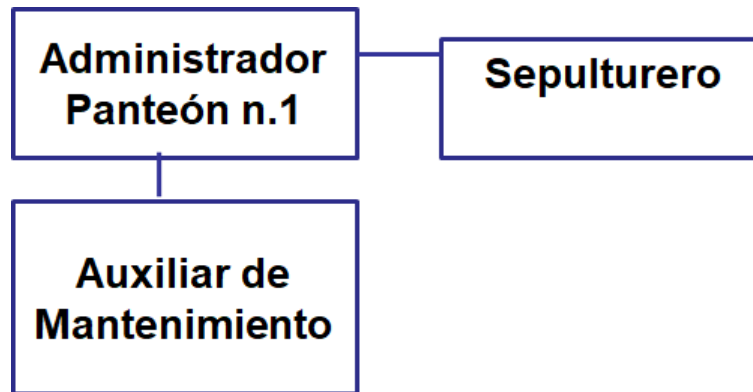 Administrador
Panteón n.1
Sepulturero
Auxiliar de
Mantenimiento